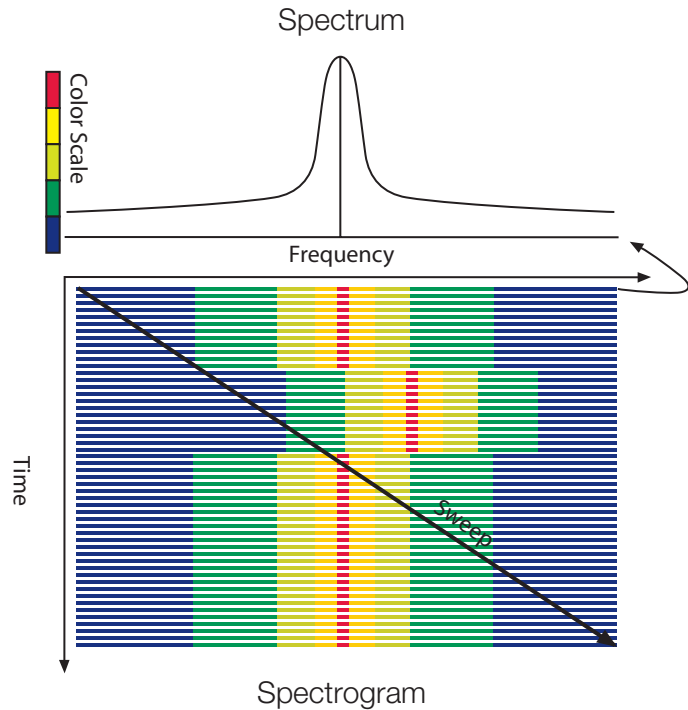 Spectrum
Color Scale
Frequency
Time
Sweep
Spectrogram